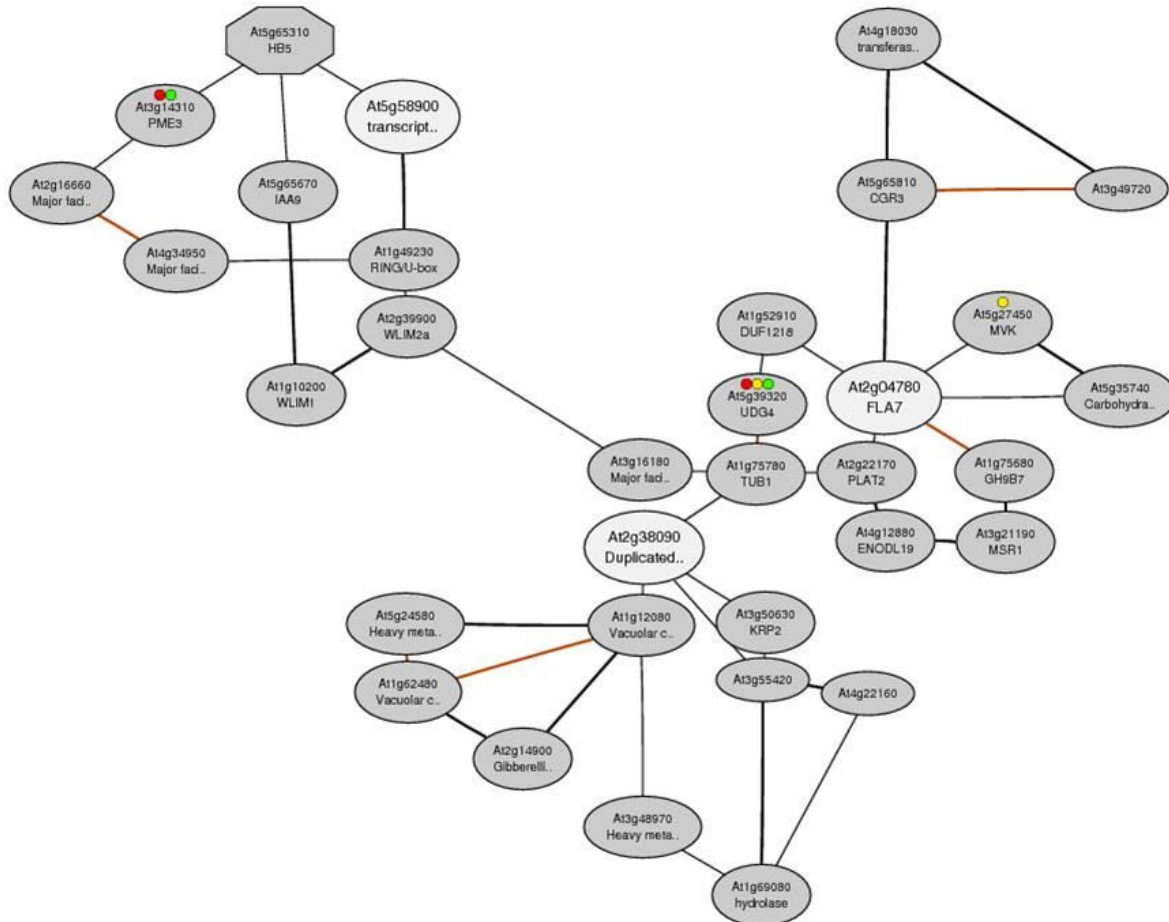 At5g65310
HB5
At4g18030
transferas..
At3g14310
PME3
At5g58900
transcript..
At2g16660
Major faci..
At5g65670
IAA9
At5g65810
CGR3
At3g49720
At4g34950
Major faci..
At1g49230
RING/U-box
At2g39900
WLIM2a
At1g52910
DUF1218
At5g27450
MVK
At1g10200
WLIM1
At5g39320
UDG4
At2g04780
FLA7
At5g35740
Carbohydra..
At3g16180
Major faci..
At1g75780
TUB1
At2g22170
PLAT2
At1g75680
GH9B7
At2g38090
Duplicated..
At4g12880
ENODL19
At3g21190
MSR1
At5g24580
Heavy meta..
At1g12080
Vacuolar c..
At3g50630
KRP2
At1g62480
Vacuolar c..
At3g55420
At4g22160
At2g14900
Gibberelli..
At3g48970
Heavy meta..
At1g69080
hydrolase